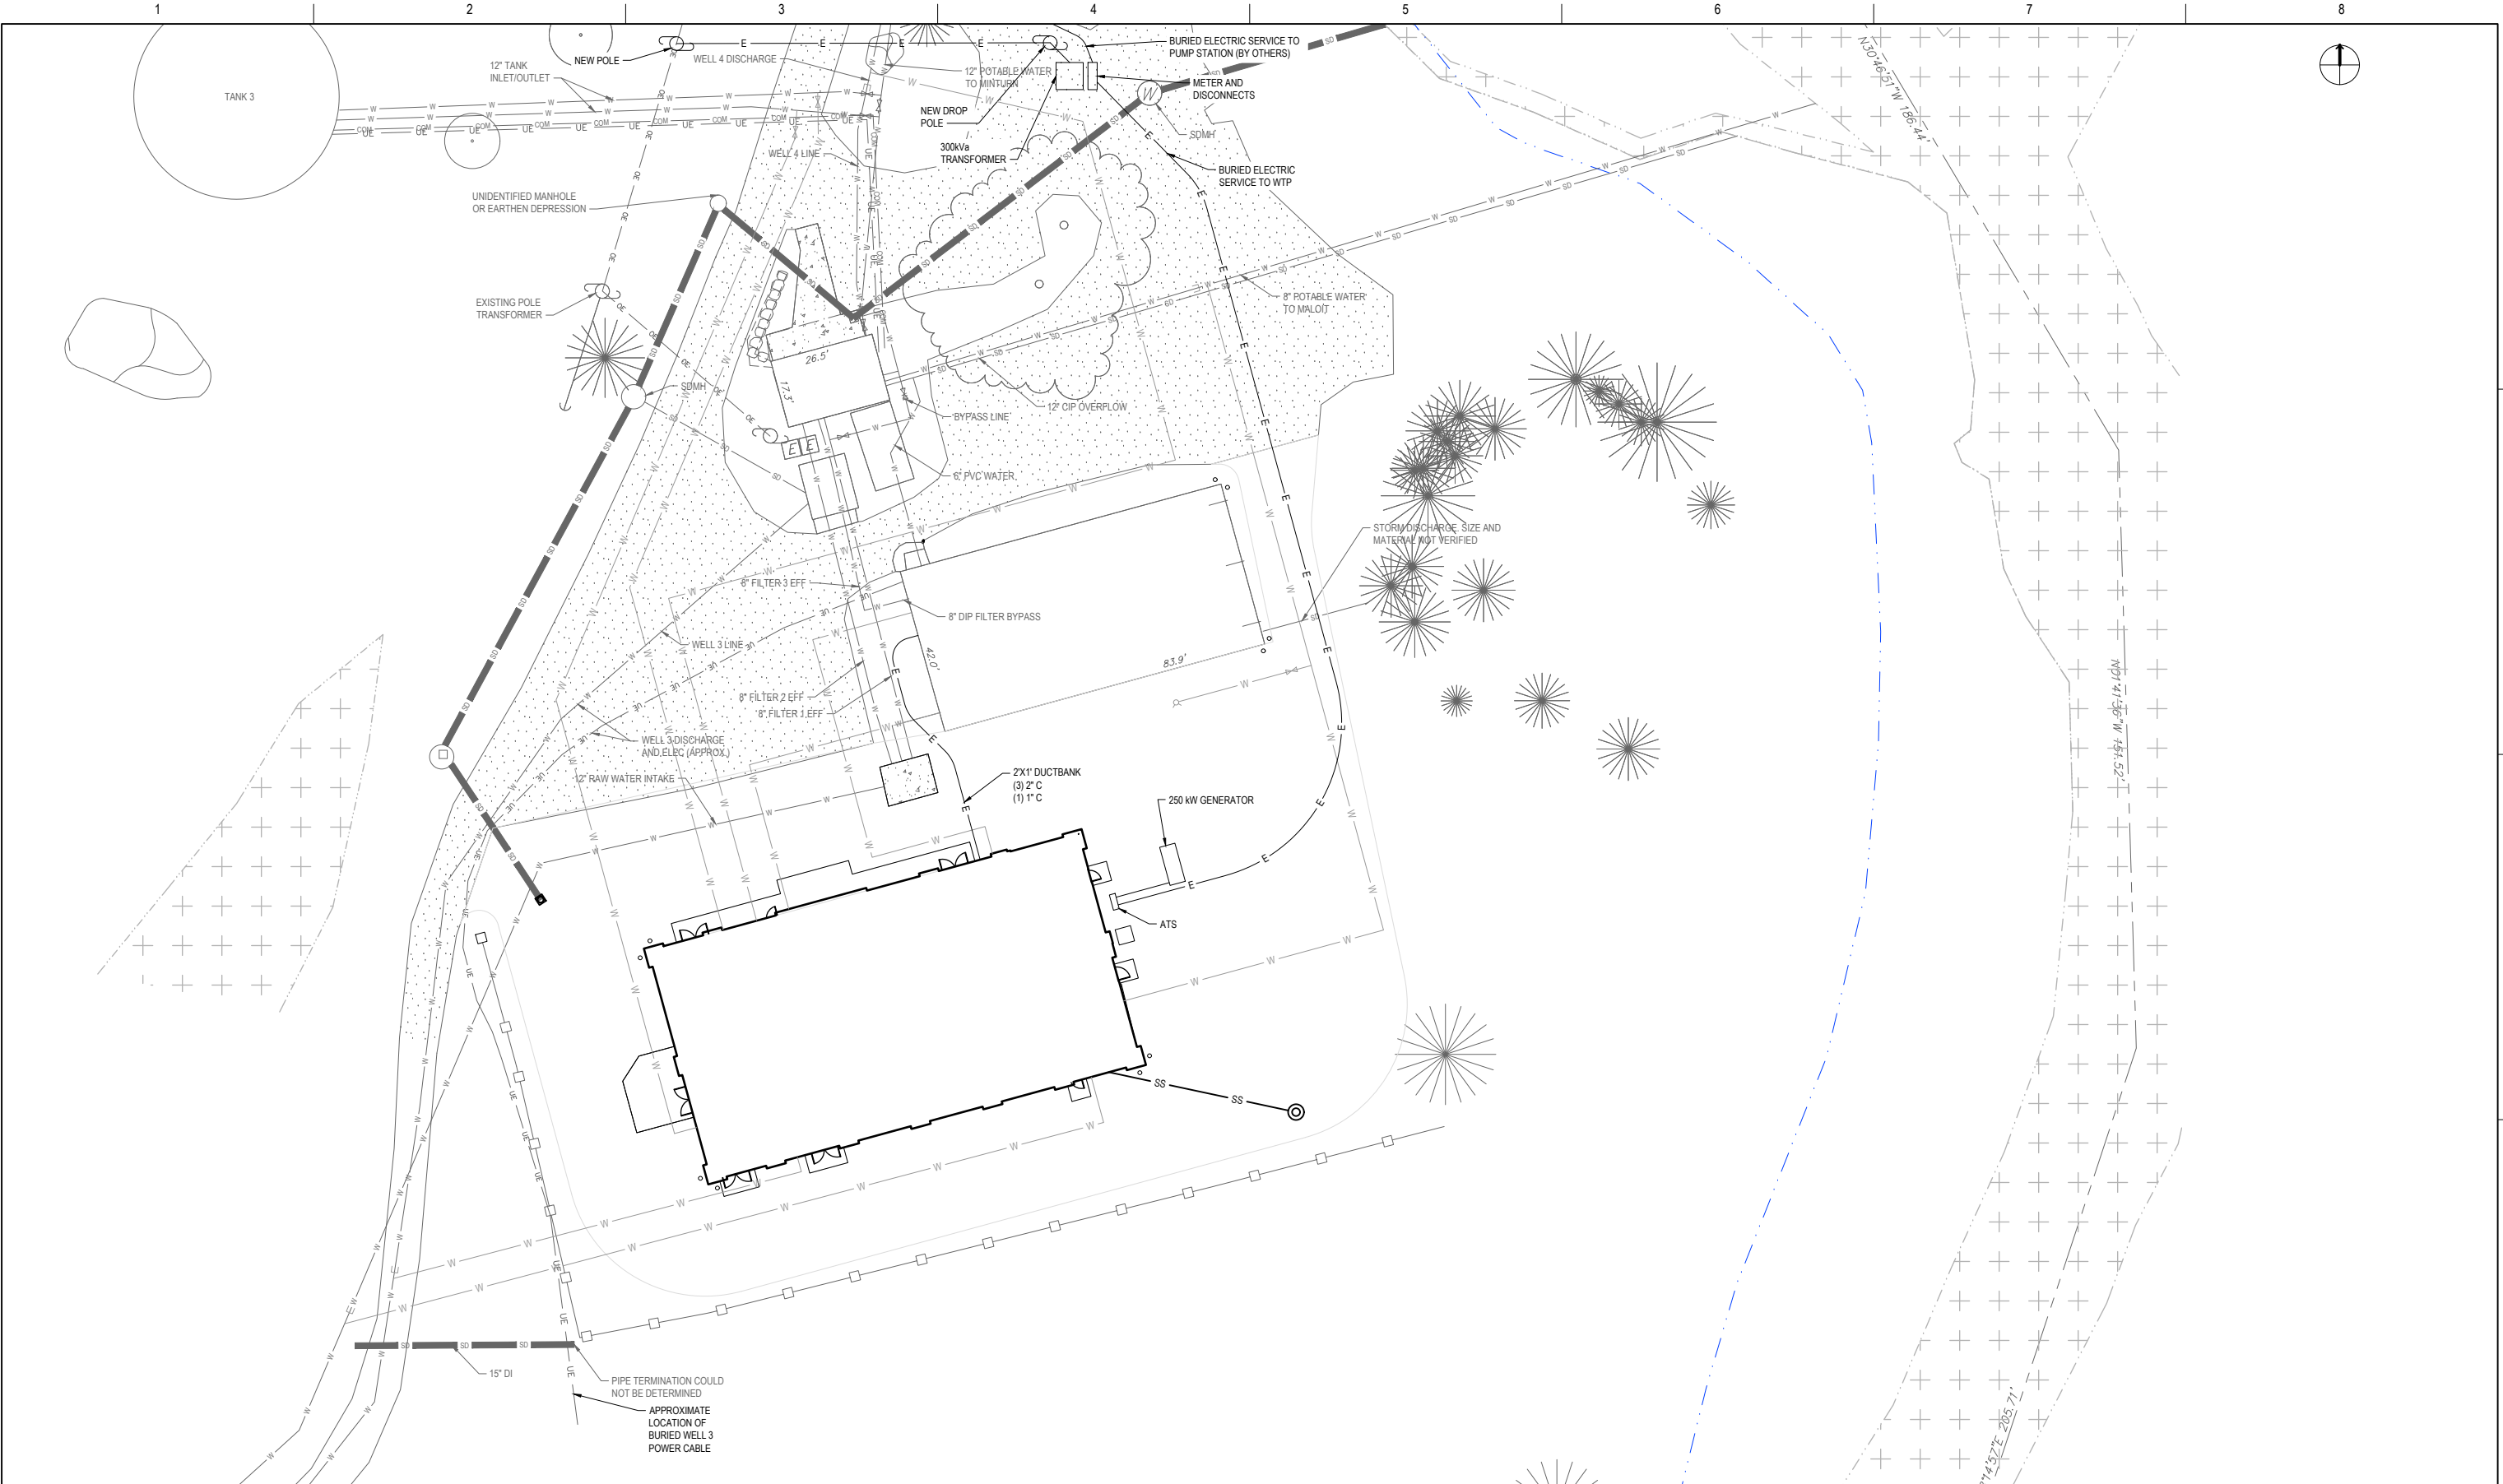 1 2 3 4 5 6 7 8
TANK 3
12" TANK
INLET/OUTLET
NEW POLE
WELL 4 DISCHARGE
12" POTABLE WATER
TO MINTURN
BURIED ELECTRIC SERVICE TO
PUMP STATION (BY OTHERS)
METER AND
DISCONNECTS
NEW DROP
POLE
SDMH
300kVa
TRANSFORMER
WELL 4 LINE
BURIED ELECTRIC
SERVICE TO WTP
N30°46'51"W 186.44'
UNIDENTIFIED MANHOLE
OR EARTHEN DEPRESSION
EXISTING POLE
TRANSFORMER
8" POTABLE WATER
TO MALOIT
26.5'
17.3'
SDMH
12" CIP OVERFLOW
BYPASS LINE
E E
6" PVC WATER
STORM DISCHARGE. SIZE AND
MATERIAL NOT VERIFIED
8" FILTER 3 EFF
8" DIP FILTER BYPASS
WELL 3 LINE
42.0'
83.9'
N01°41'36"W 151.52'
8" FILTER 2 EFF
8" FILTER 1 EFF
WELL 3 DISCHARGE
AND ELEC (APPROX.)
12" RAW WATER INTAKE
2'X1' DUCTBANK
(3) 2" C
(1) 1" C
250 kW GENERATOR
ATS
SS SS
15" DI
PIPE TERMINATION COULD
NOT BE DETERMINED
APPROXIMATE
LOCATION OF
BURIED WELL 3
POWER CABLE
14'57"E 205.71'